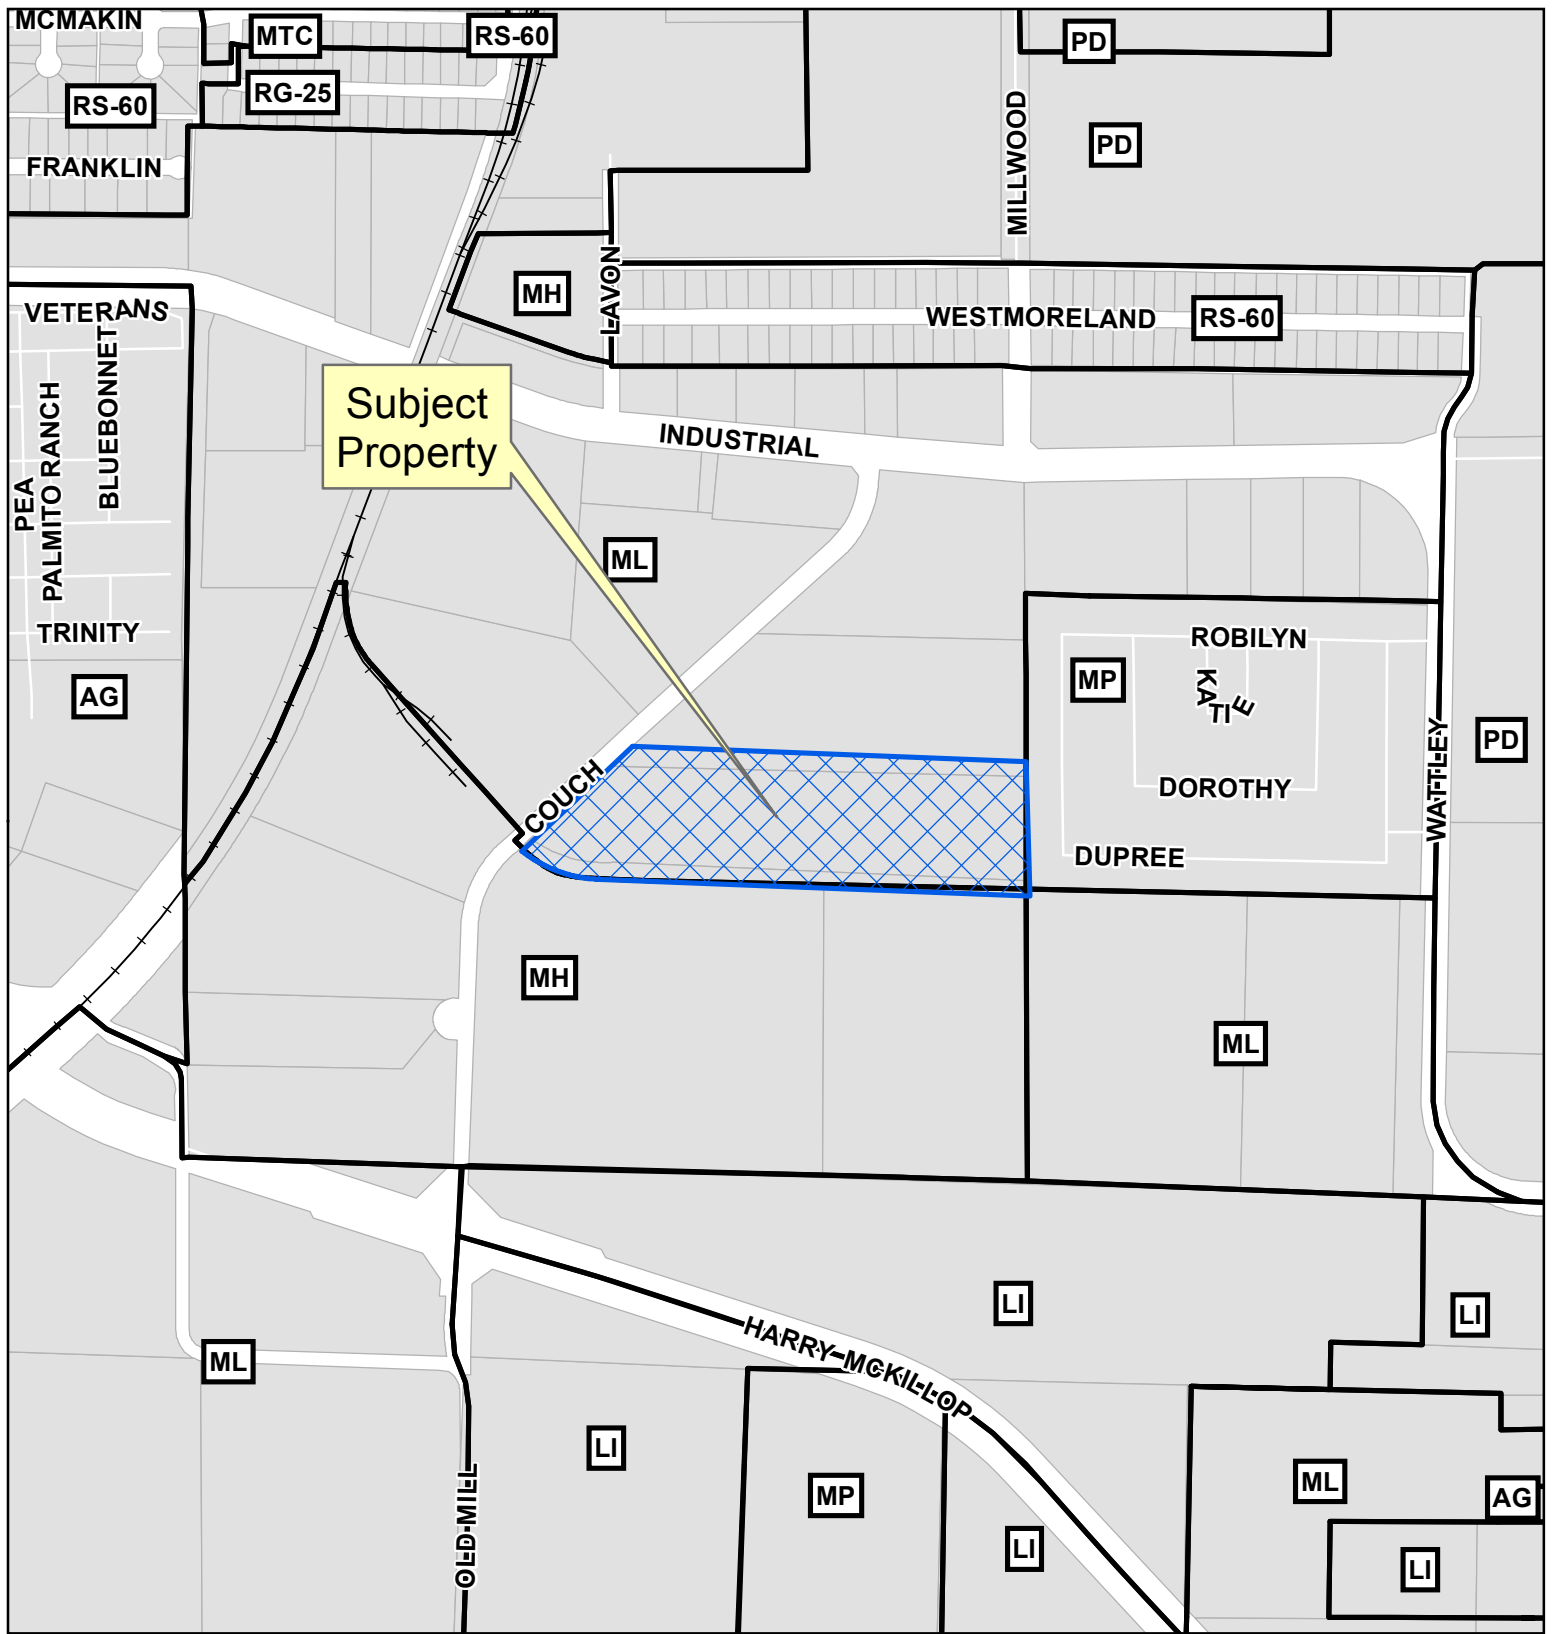 MCMAKIN
MTC
RS-60
PD
RS-60
RG-25
MILLWOOD
PD
FRANKLIN
MH
LAVON
VETERANS
WESTMORELAND
RS-60
BLUEBONNET
PALMITO RANCH
PEA
Subject
Property
INDUSTRIAL
ML
TRINITY
AG
ROBILYN
MP
KATIE
WATTLEY
PD
COUCH
DOROTHY
DUPREE
MH
ML
LI
LI
HARRY MCKILLOP
ML
LI
OLD MILL
MP
ML
AG
LI
LI